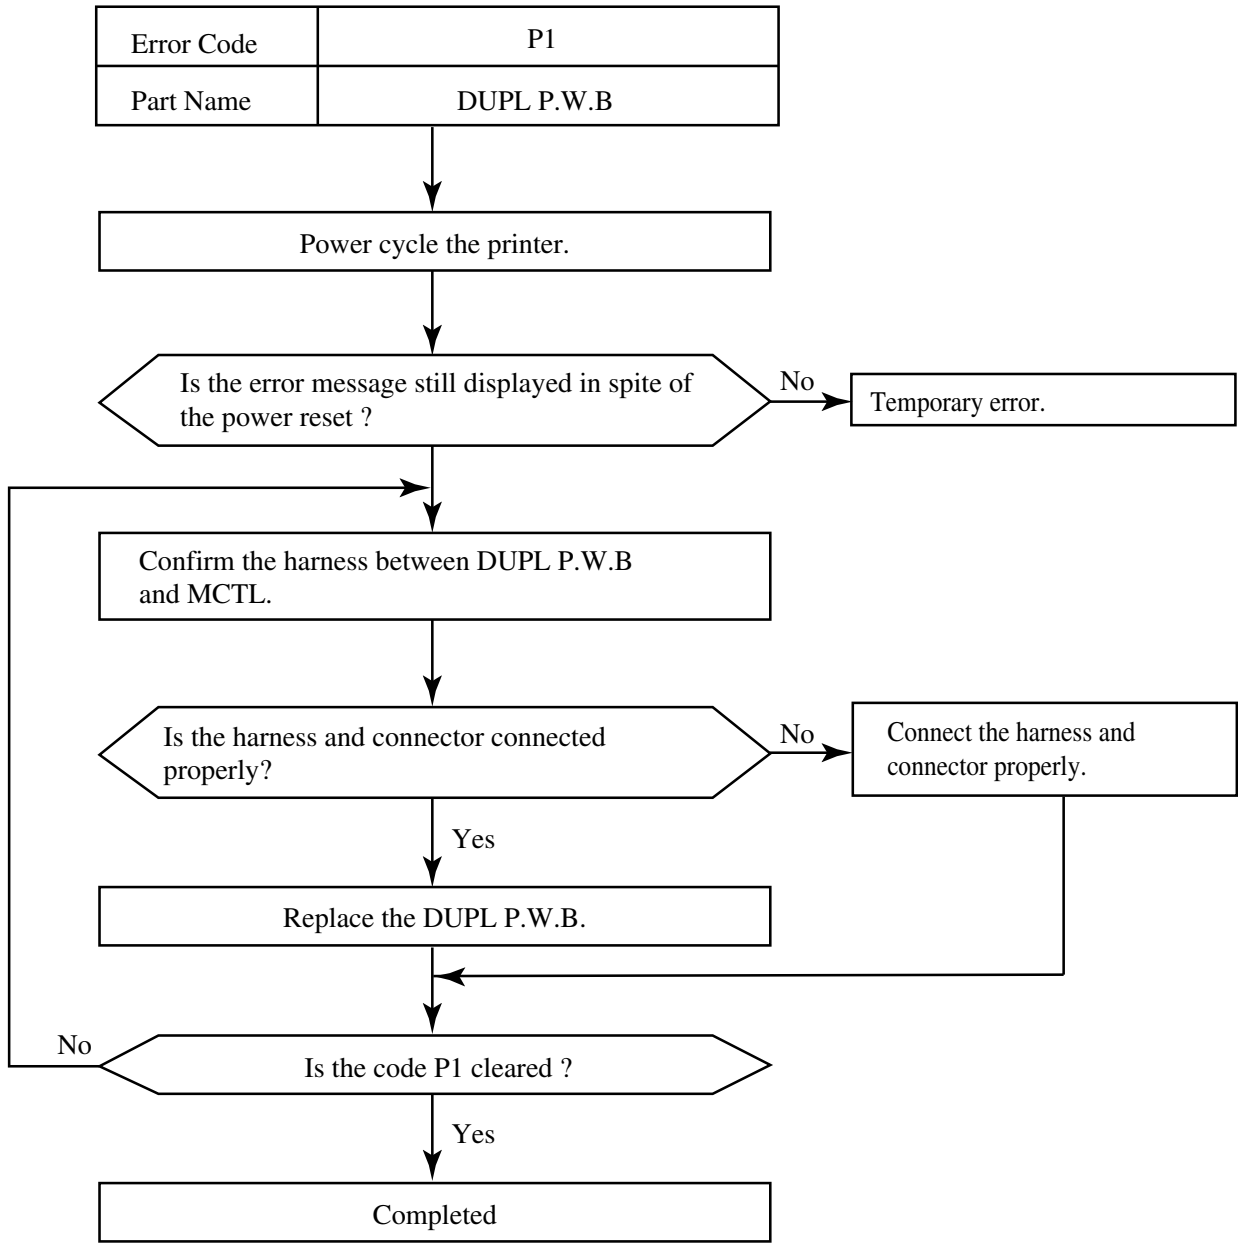 Error Code
P1
Part Name
DUPL P.W.B
Power cycle the printer.
Is the error message still displayed in spite of
the power reset ?
No
Temporary error.
Confirm the harness between DUPL P.W.B
and MCTL.
Is the harness and connector connected
properly?
No
Connect the harness and
connector properly.
Yes
Replace the DUPL P.W.B.
No
Is the code P1 cleared ?
Yes
Completed